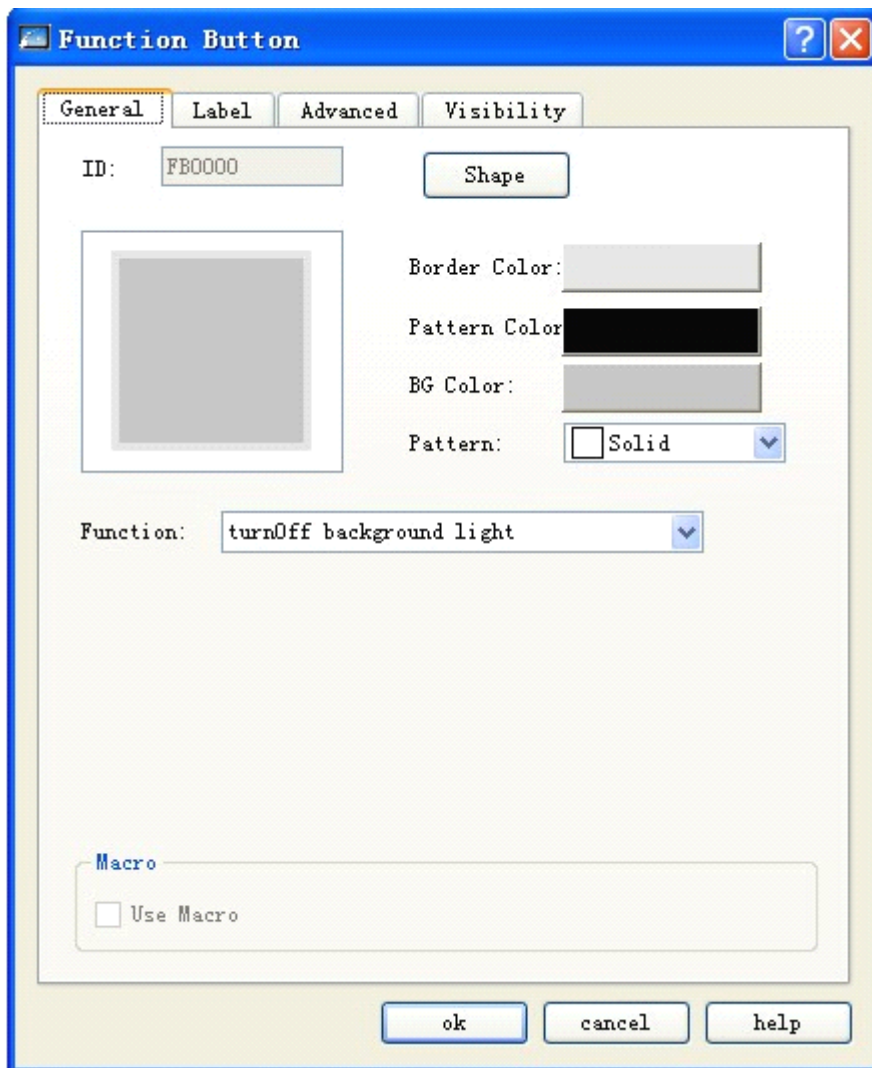 Function Button
General Label Advanced Visibility
ID: FB0000 Shape
Border Color:
Pattern Color
BG Color:
Pattern: Solid
Function: turnOff background light
Macro
Use Macro
ok cancel help